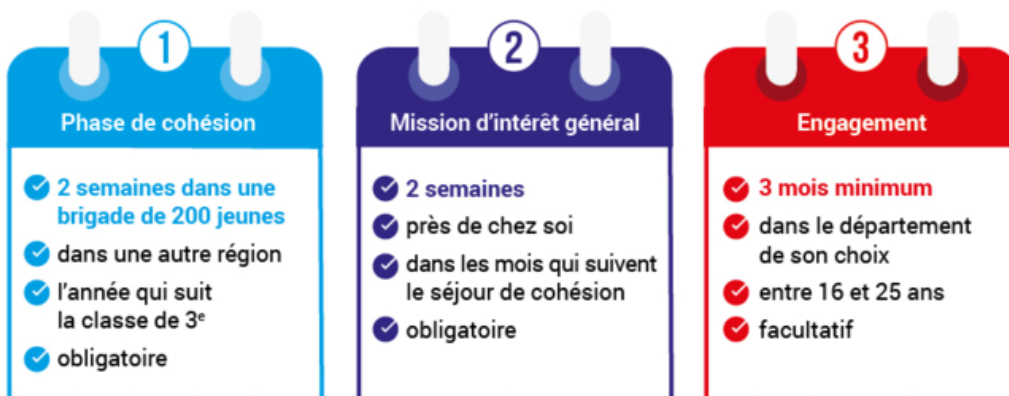 1
Phase de cohésion
2 semaines dans une
brigade de 200 jeunes
dans une autre région
l'année qui suit
la classe de 3e
obligatoire
2
Mission d'intérêt général
2 semaines
près de chez soi
dans les mois qui suivent
le séjour de cohésion
obligatoire
3
Engagement
3 mois minimum
dans le département
de son choix
entre 16 et 25 ans
facultatif